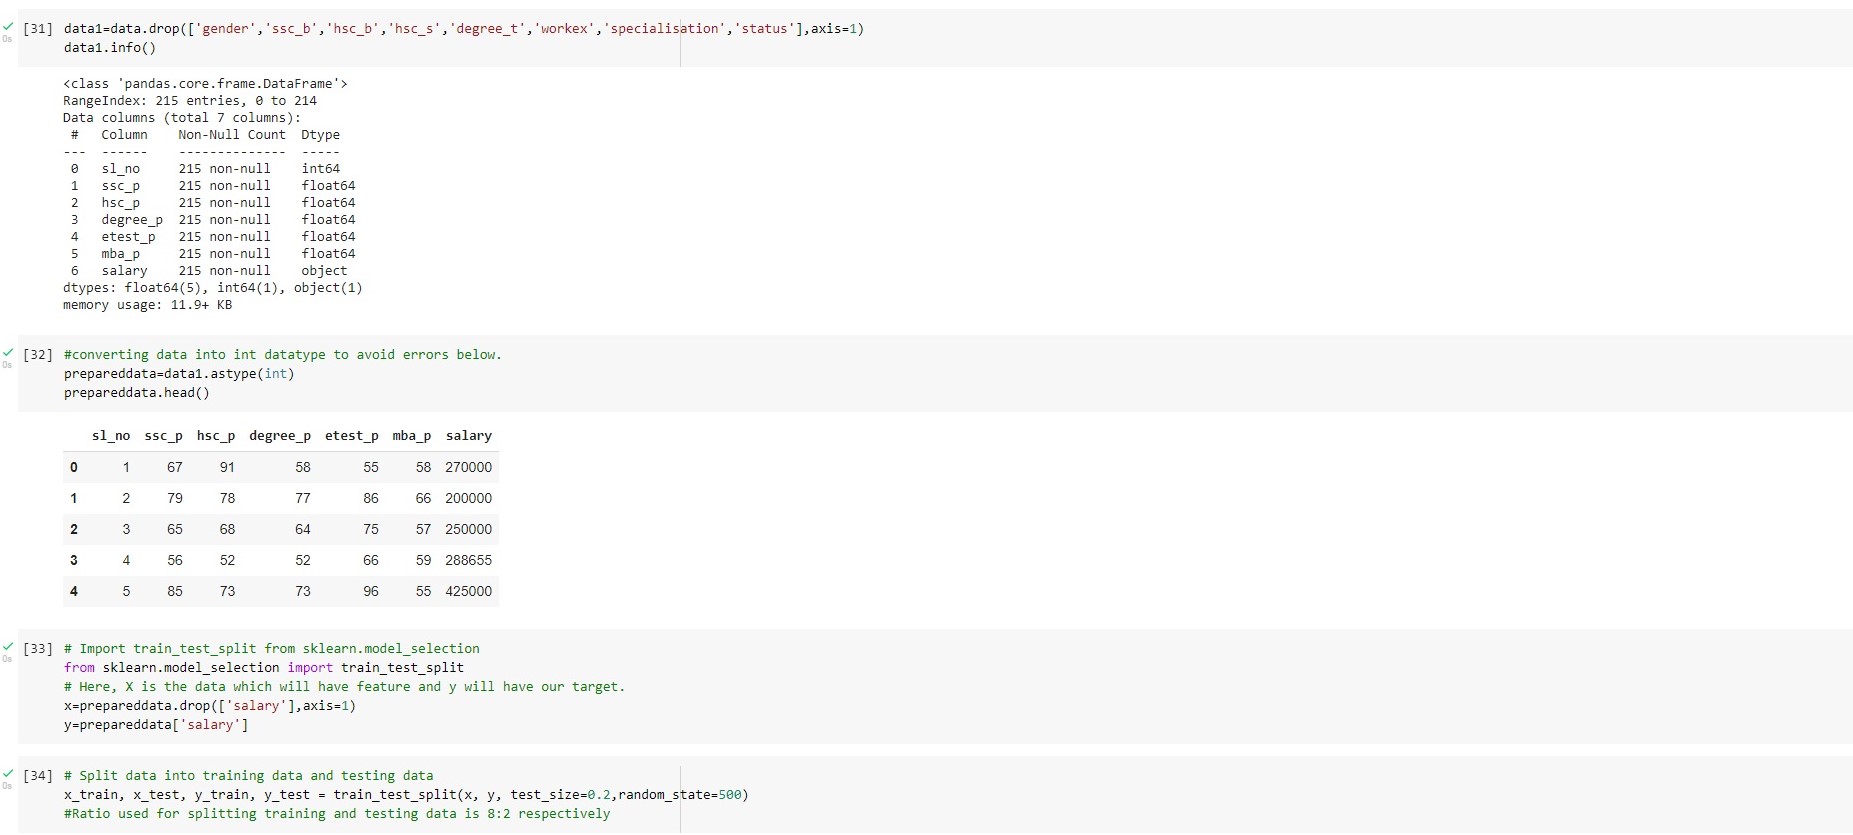 [31] data1=data.drop(['gender','ssc_b','hsc_b','hsc_s','degree_t','workex','specialisation','status'],axis=1)
0s
data1.info()
<class 'pandas.core.frame.DataFrame'>
RangeIndex: 215 entries, 0 to 214
Data columns (total 7 columns):
# Column Non-Null Count Dtype
--- ------ -------------- -----
0 sl_no 215 non-null int64
1 ssc_p 215 non-null float64
2 hsc_p 215 non-null float64
3 degree_p 215 non-null float64
4 etest_p 215 non-null float64
5 mba_p 215 non-null float64
6 salary 215 non-null object
dtypes: float64(5), int64(1), object(1)
memory usage: 11.9+ KB
[32] #converting data into int datatype to avoid errors below.
0s
prepareddata=data1.astype(int)
prepareddata.head()
sl_no ssc_p hsc_p degree_p etest_p mba_p salary
0 1 67 91 58 55 58 270000
1 2 79 78 77 86 66 200000
2 3 65 68 64 75 57 250000
3 4 56 52 52 66 59 288655
4 5 85 73 73 96 55 425000
[33] # Import train_test_split from sklearn.model_selection
0s
from sklearn.model_selection import train_test_split
# Here, X is the data which will have feature and y will have our target.
x=prepareddata.drop(['salary'],axis=1)
y=prepareddata['salary']
[34] # Split data into training data and testing data
0s
x_train, x_test, y_train, y_test = train_test_split(x, y, test_size=0.2,random_state=500)
#Ratio used for splitting training and testing data is 8:2 respectively